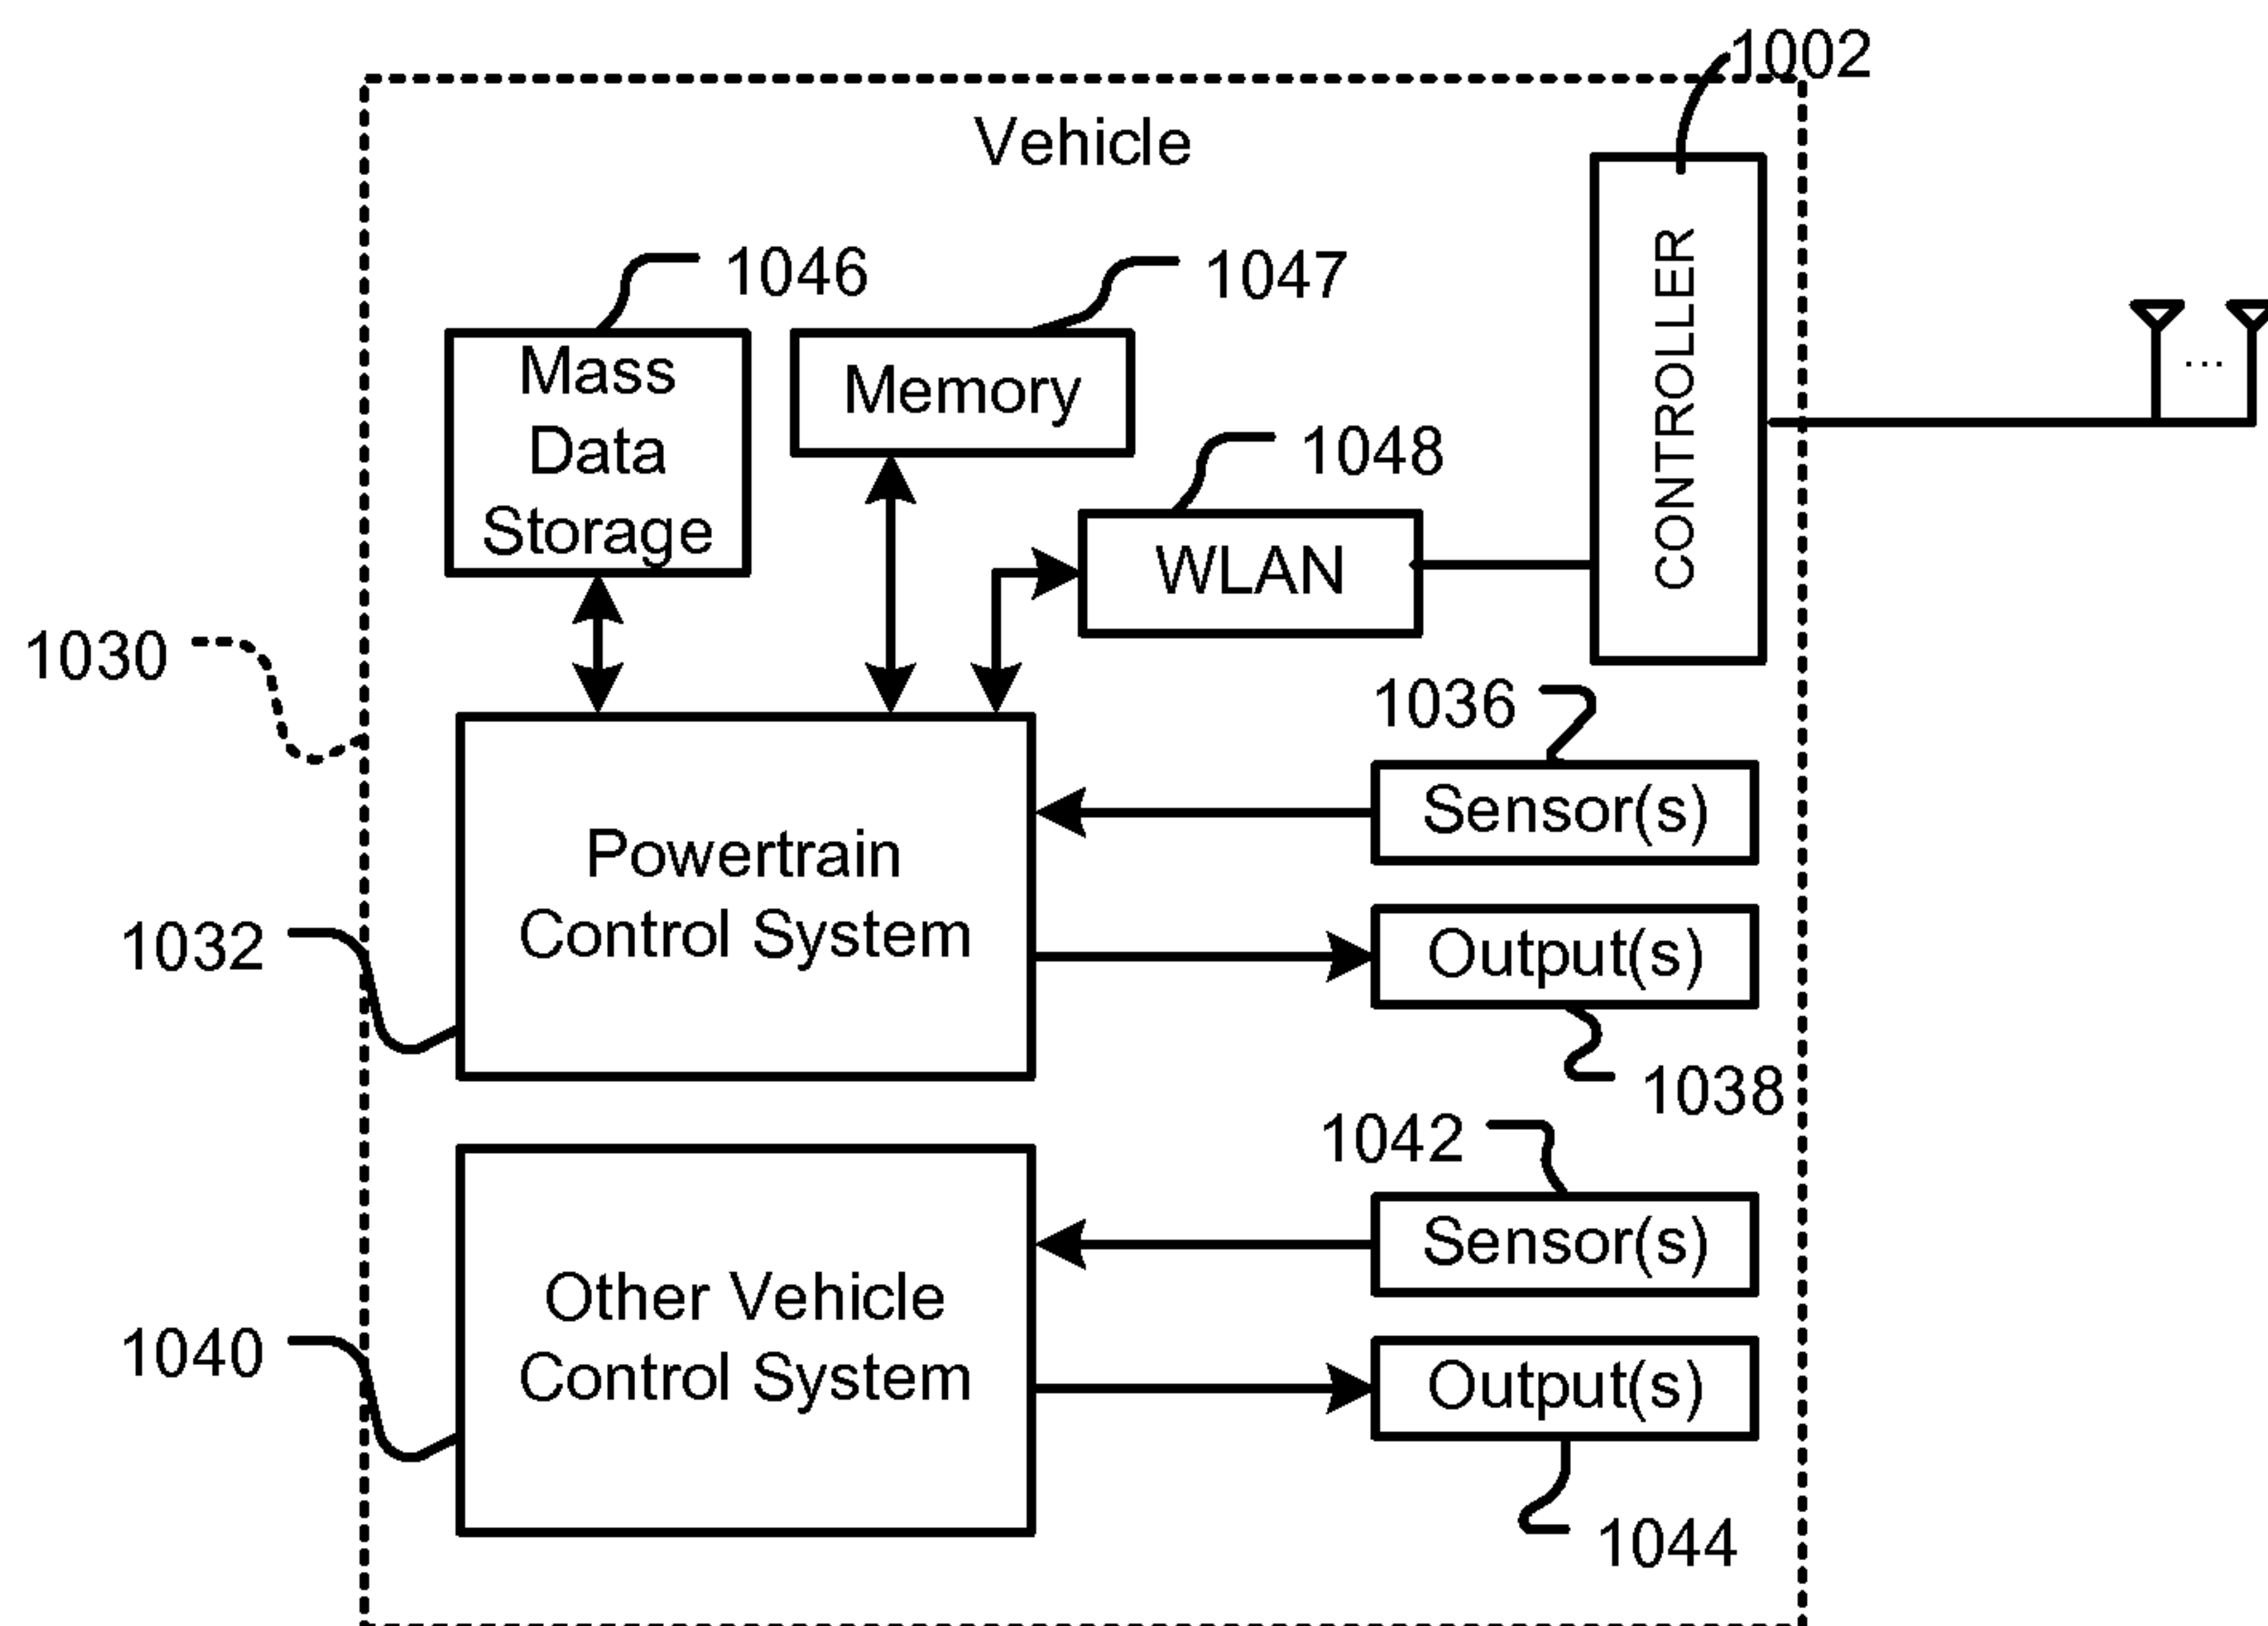 1002
Vehicle
1046
1047
Mass
Data
Storage
Memory
CONTROLLER
1048
WLAN
1030
1036
Sensor(s)
Powertrain
Control System
1032
Output(s)
1038
1042
Sensor(s)
Other Vehicle
Control System
1040
Output(s)
1044
...